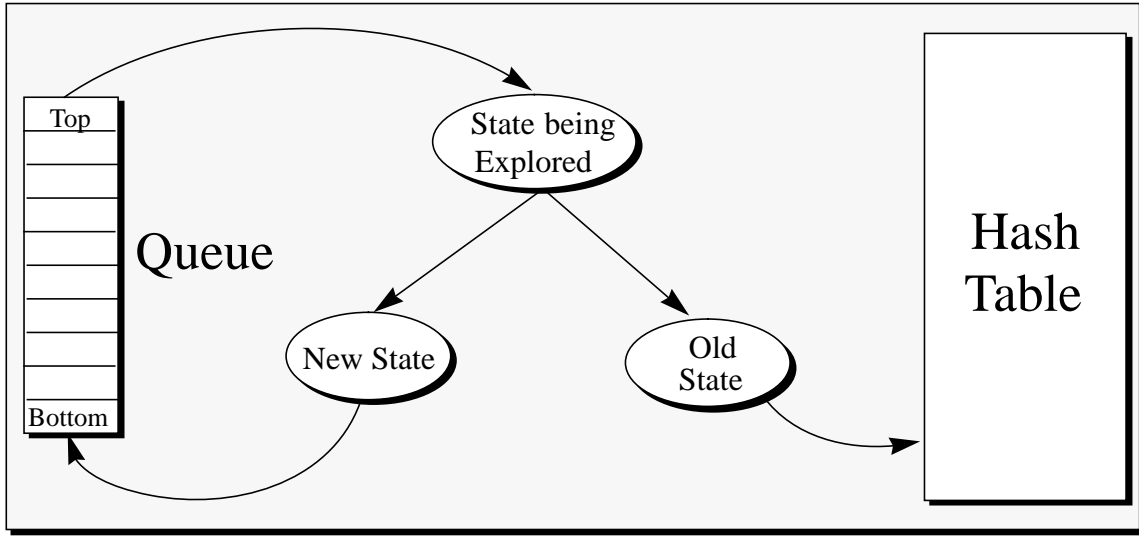 Top
State being
Explored
Queue
Hash
Table
New State
Old
State
Bottom